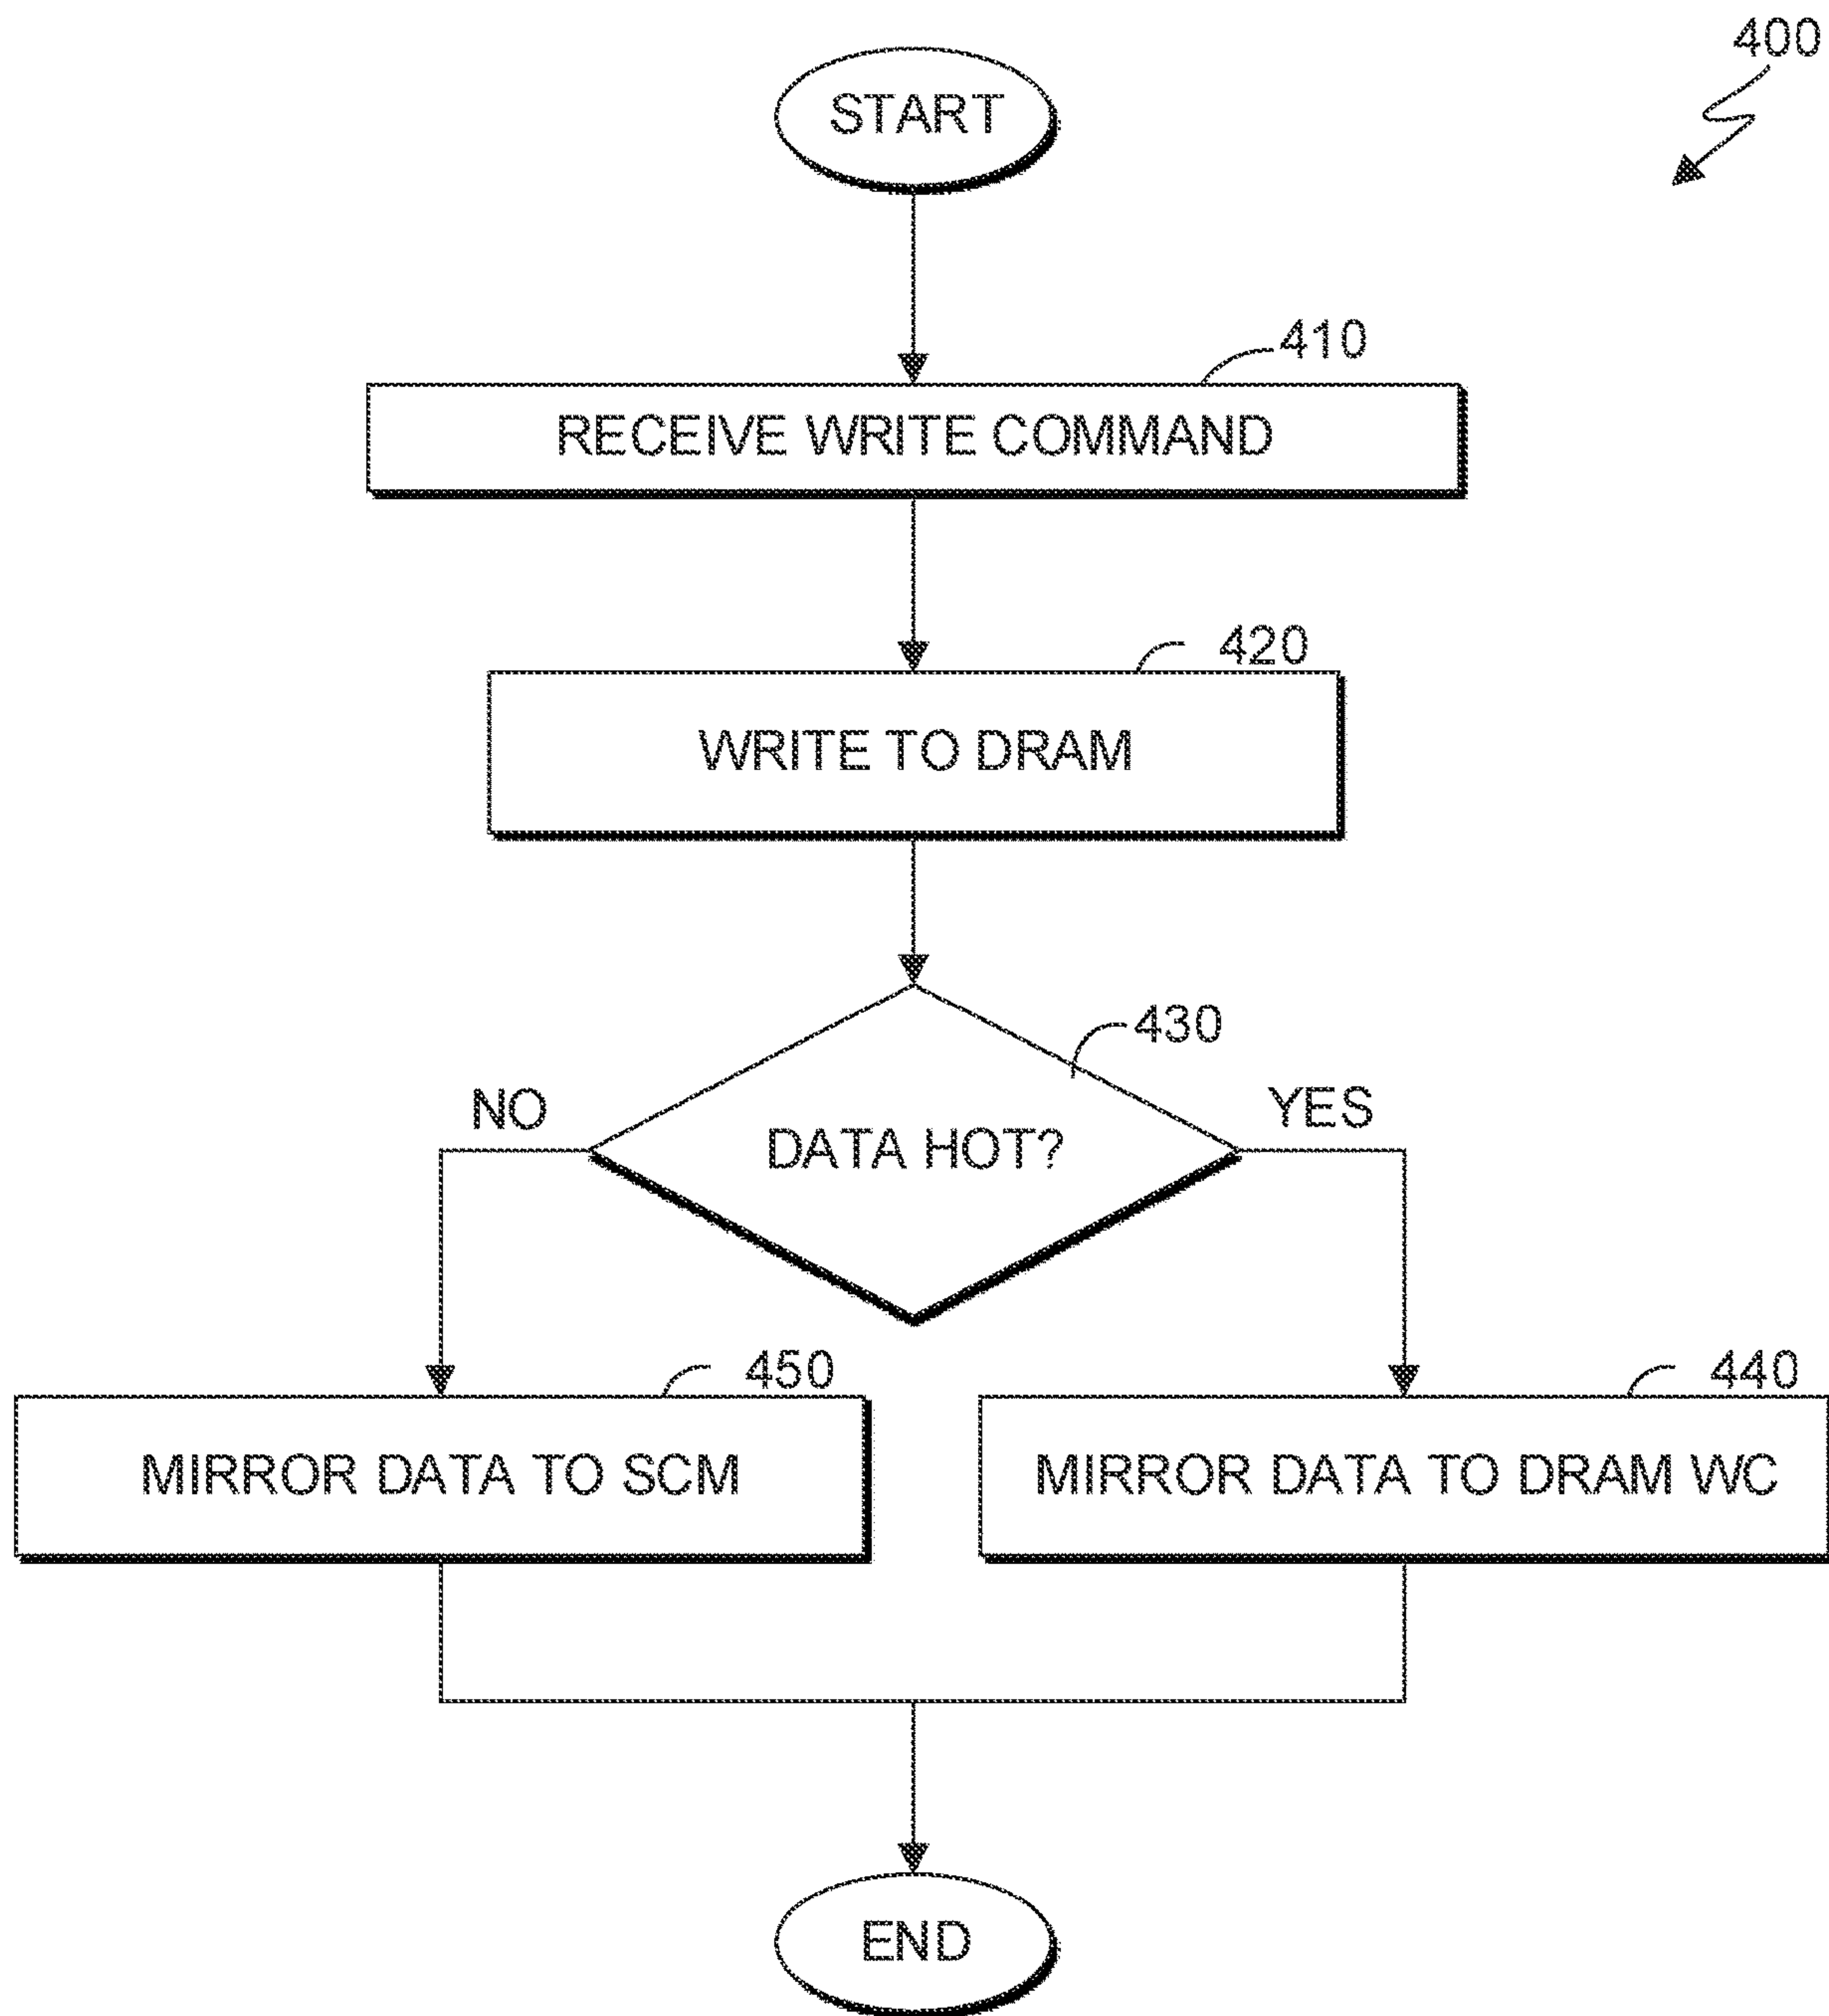 400
START
410
RECEIVE WRITE COMMAND
420
WRITE TO DRAM
430
NO
YES
DATA HOT?
450
440
MIRROR DATA TO SCM
MIRROR DATA TO DRAM WC
END